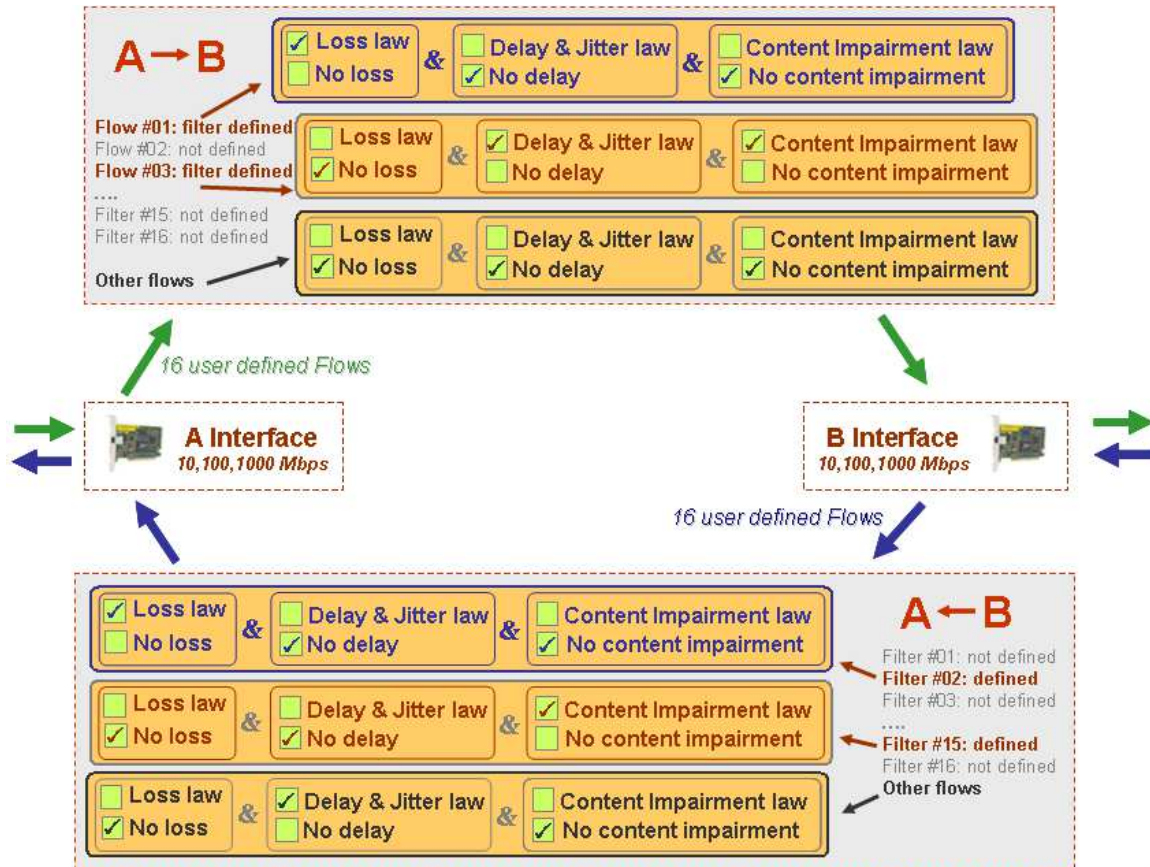 A → B
Loss law
No loss
&
Delay & Jitter law
No delay
&
Content Impairment law
No content impairment
Flow #01: filter defined
Flow #02: not defined
Flow #03: filter defined
....
Filter #15: not defined
Filter #16: not defined
Other flows
Loss law
No loss
&
Delay & Jitter law
No delay
&
Content Impairment law
No content impairment
Loss law
No loss
&
Delay & Jitter law
No delay
&
Content Impairment law
No content impairment
16 user defined Flows
A Interface
10,100,1000 Mbps
B Interface
10,100,1000 Mbps
16 user defined Flows
Loss law
No loss
&
Delay & Jitter law
No delay
&
Content Impairment law
No content impairment
A ← B
Filter #01: not defined
Filter #02: defined
Filter #03: not defined
....
Filter #15: defined
Filter #16: not defined
Other flows
Loss law
No loss
&
Delay & Jitter law
No delay
&
Content Impairment law
No content impairment
Loss law
No loss
&
Delay & Jitter law
No delay
&
Content Impairment law
No content impairment